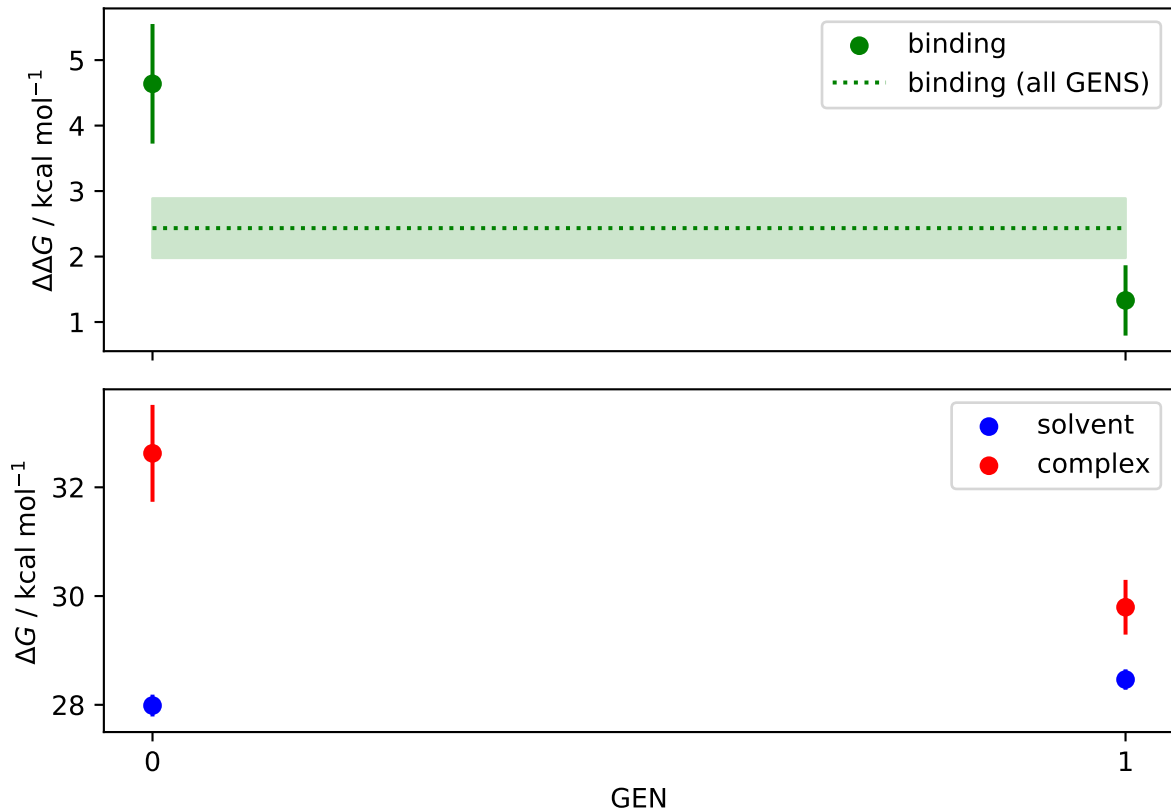 binding
binding (all GENS)
5
4
3
2
1
ΔΔG / kcal mol⁻¹
solvent
complex
32
30
28
ΔG / kcal mol⁻¹
0 1
GEN